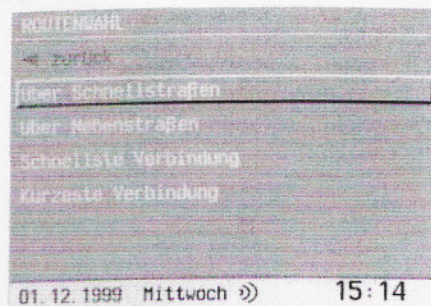 ROUTENWAHL
zurück
Über Schnellstraßen
Über Nebenstraßen
Schnellste Verbindung
Kürzeste Verbindung
01.12.1999 Mittwoch 15:14